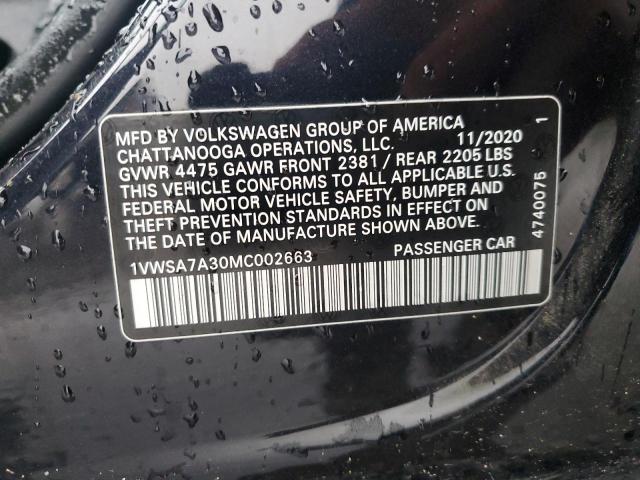 MFD BY VOLKSWAGEN GROUP OF AMERICA
CHATTANOOGA OPERATIONS, LLC. 11/2020
GVWR 4475 GAWR FRONT 2381 / REAR 2205 LBS
THIS VEHICLE CONFORMS TO ALL APPLICABLE U.S.
FEDERAL MOTOR VEHICLE SAFETY, BUMPER AND
THEFT PREVENTION STANDARDS IN EFFECT ON
THE DATE OF MANUFACTURE SHOWN ABOVE.
1VWSA7A30MC002663 PASSENGER CAR
4740075 1